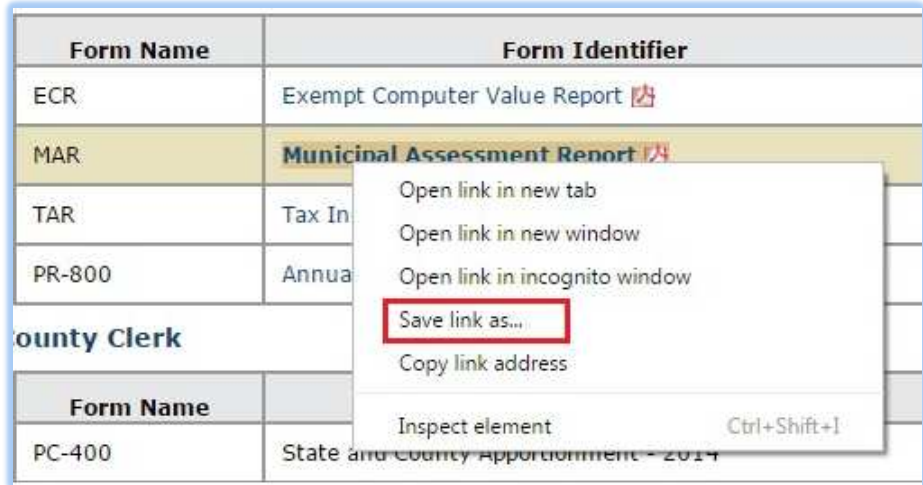 Form Name Form Identifier
ECR Exempt Computer Value Report
MAR Municipal Assessment Report
TAR Tax In
PR-800 Annua
Open link in new tab
Open link in new window
Open link in incognito window
Save link as...
Copy link address
Inspect element Ctrl+Shift+I
ounty Clerk
Form Name
PC-400 State and County Apportionment - 2014